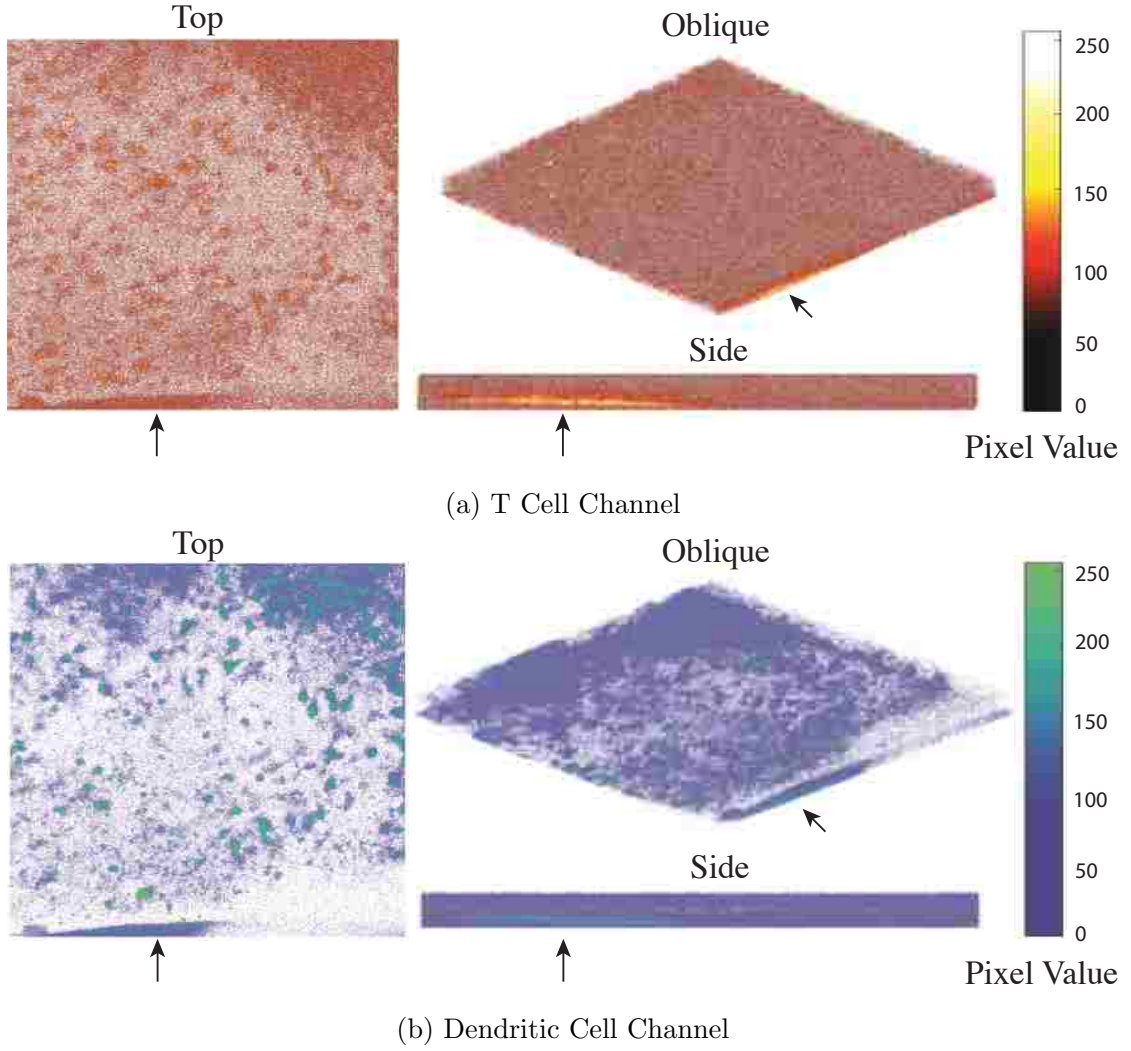 Top
Oblique
Side
250
200
150
100
50
0
Pixel Value
(a) T Cell Channel
Top
Oblique
Side
250
200
150
100
50
0
Pixel Value
(b) Dendritic Cell Channel